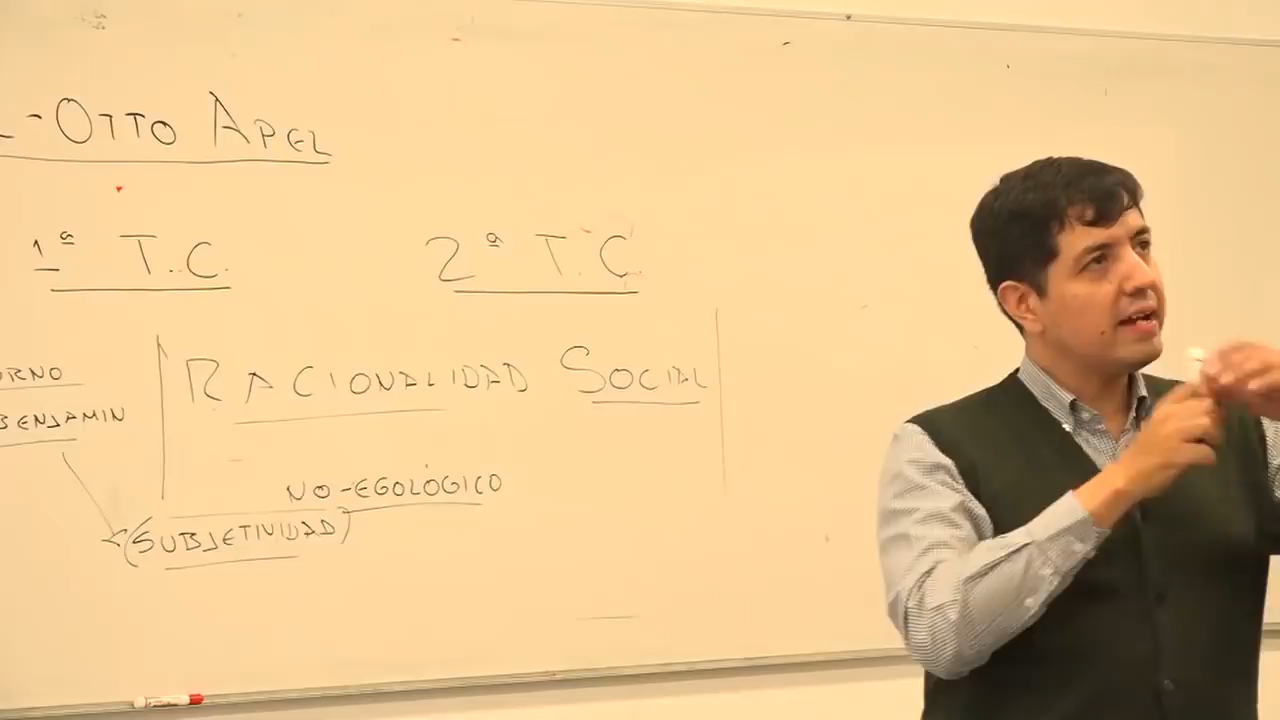 -OTTO APEL
1ª T.C.
2ª T.C.
ORNO
BENJAMIN
RACIONALIDAD SOCIAL
NO-EGOLÓGICO
(SUBJETIVIDAD)